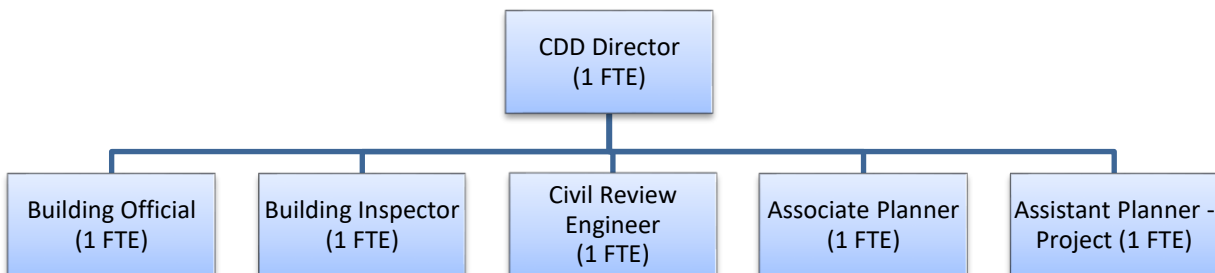 CDD Director
(1 FTE)
Building Official
(1 FTE)
Building Inspector
(1 FTE)
Civil Review
Engineer
(1 FTE)
Associate Planner
(1 FTE)
Assistant Planner -
Project (1 FTE)